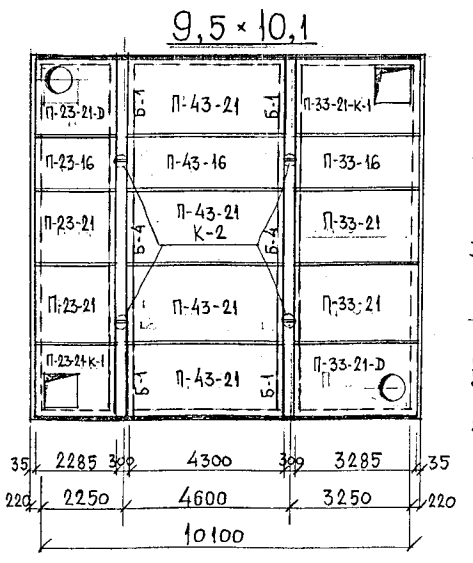 9,5 × 10,1
П-23-21-D Б-1 П-43-21 Б-1 П-33-21-К-1
П-23-16 П-43-16 П-33-16
П-23-21 Б-4 П-43-21 Б-4 П-33-21
К-2
П-23-21 П-43-21 П-33-21
П-23-21-К-1 Б-1 П-43-21 Б-1 П-33-21-D
П
35 2285 300 4300 300 3285 35
220 2250 4600 3250 220
10100